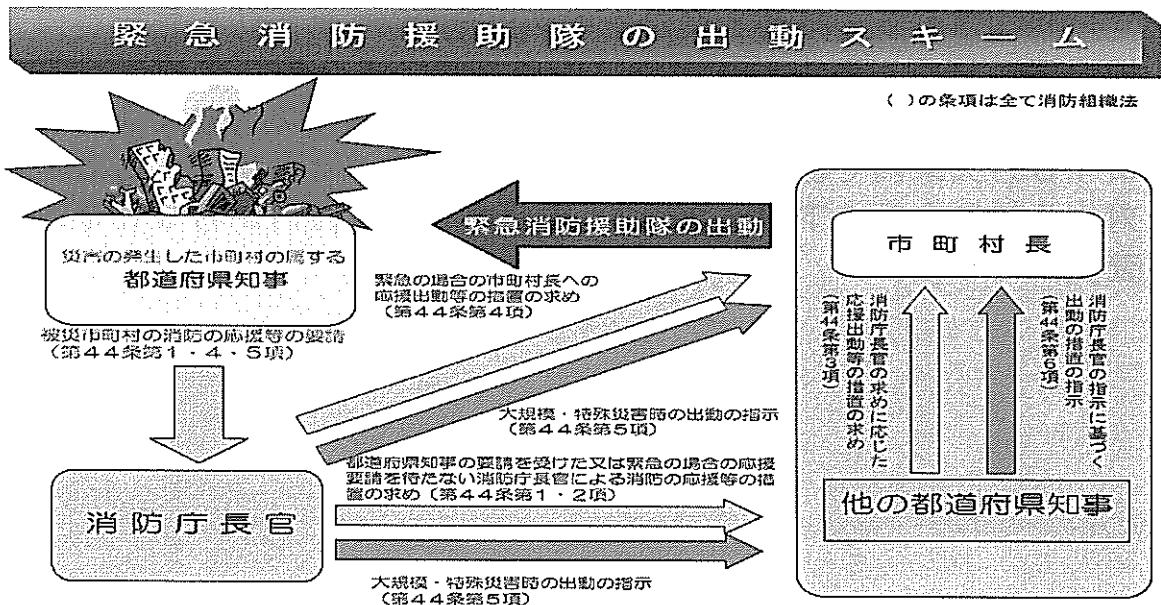 緊急消防援助隊の出動スキーム
( )の条項は全て消防組織法
災害の発生した市町村の属する
都道府県知事
被災市町村の消防の応援等の要請
(第44条第1・4・5項)
消防庁長官
緊急消防援助隊の出動
緊急の場合の市町村長への
応援出動等の措置の求め
(第44条第4項)
大規模・特殊災害時の出動の指示
(第44条第5項)
都道府県知事の要請を受けた又は緊急の場合の応援
要請を待たない消防庁長官による消防の応援等の措
置の求め(第44条第1・2項)
大規模・特殊災害時の出動の指示
(第44条第5項)
市町村長
消防庁長官の求めに応じた
応援出動等の措置の求め
(第44条第3項)
消防庁長官の指示に基づく
出動の措置の指示
(第44条第6項)
他の都道府県知事